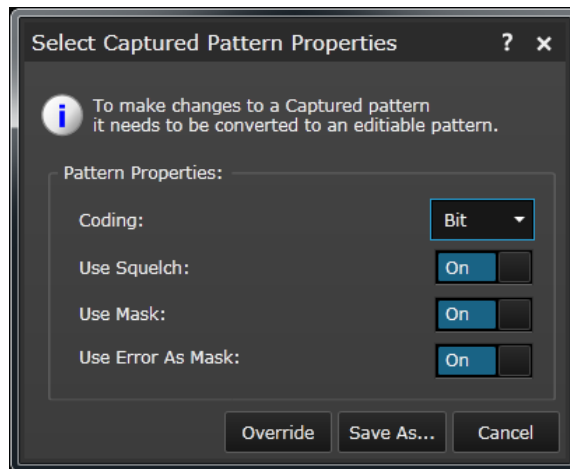 Select Captured Pattern Properties ? ×
i
To make changes to a Captured pattern
it needs to be converted to an editiable pattern.
Pattern Properties:
Coding: Bit
Use Squelch: On
Use Mask: On
Use Error As Mask: On
Override Save As... Cancel